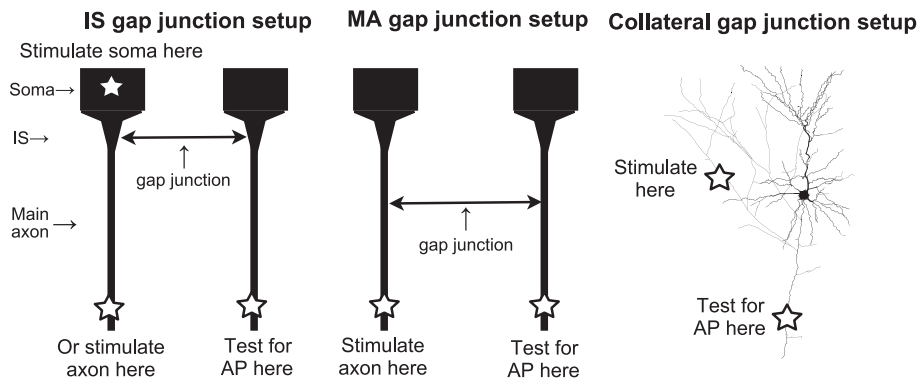 IS gap junction setup
Stimulate soma here
Soma→
IS→
gap junction
Main
axon →
Or stimulate
axon here
Test for
AP here
MA gap junction setup
gap junction
Stimulate
axon here
Test for
AP here
Collateral gap junction setup
Stimulate
here
Test for
AP here